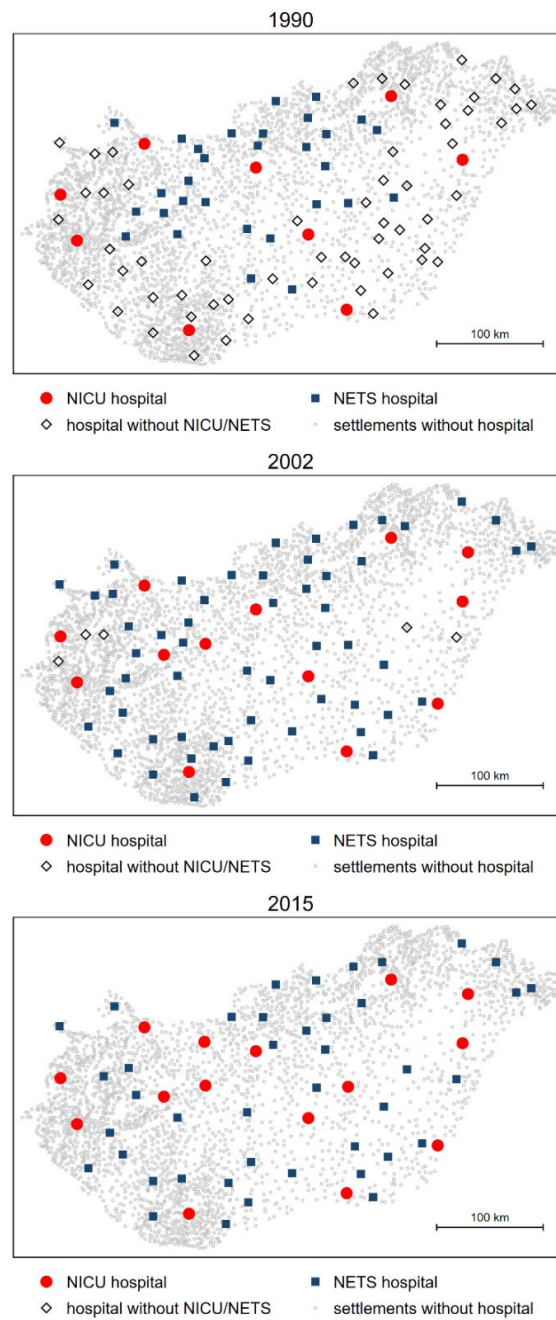 1990
100 km
NICU hospital
NETS hospital
hospital without NICU/NETS
settlements without hospital
2002
100 km
NICU hospital
NETS hospital
hospital without NICU/NETS
settlements without hospital
2015
100 km
NICU hospital
NETS hospital
hospital without NICU/NETS
settlements without hospital